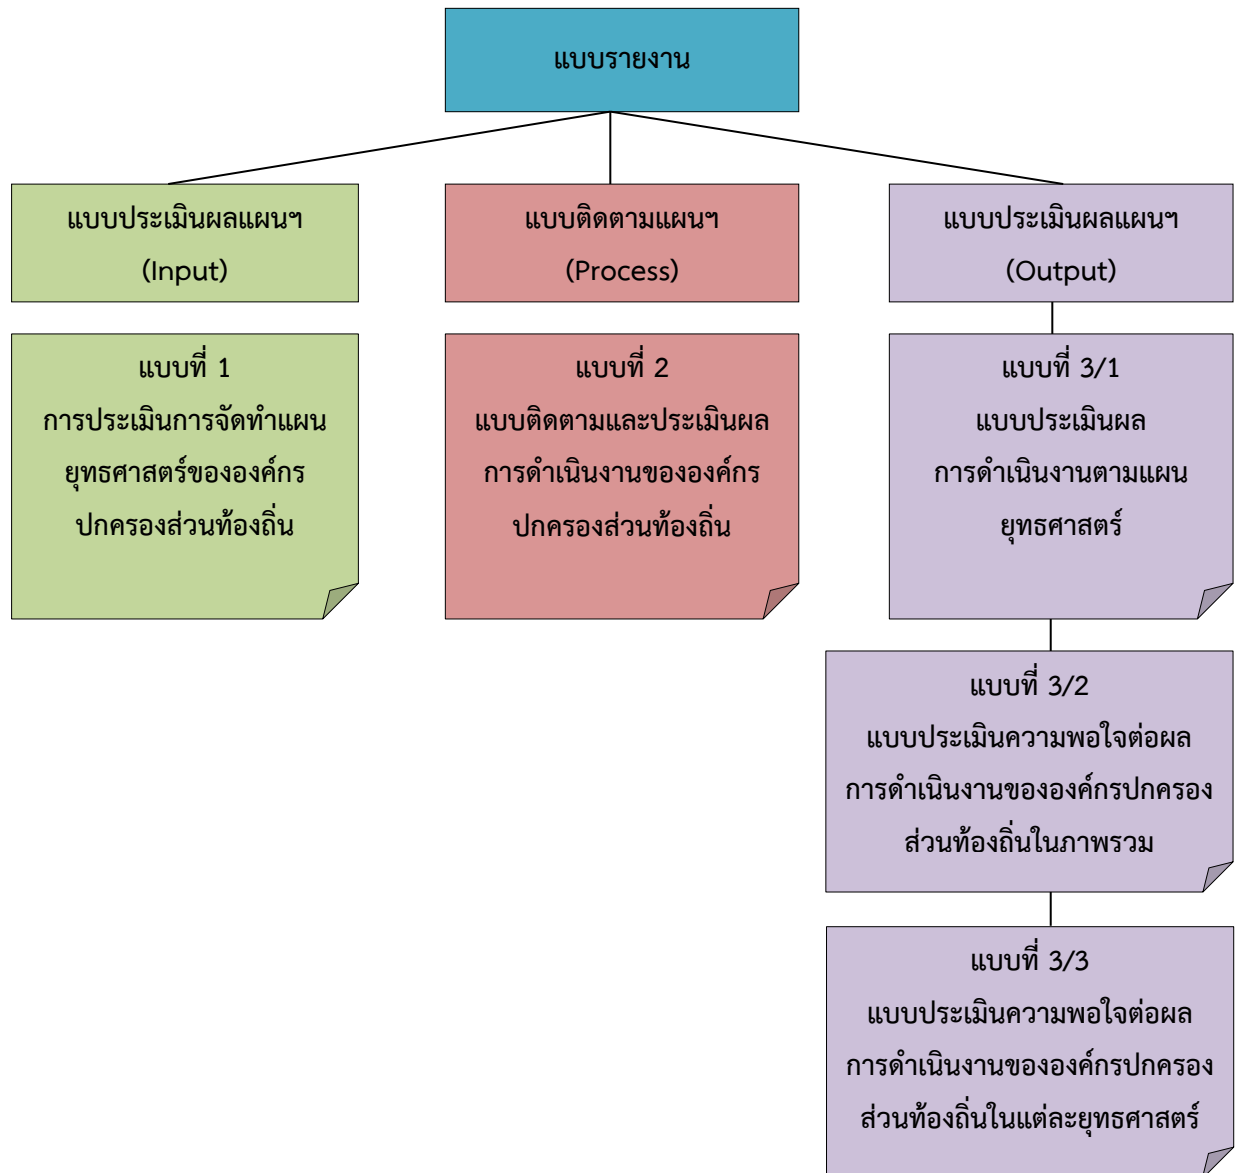 แบบรายงาน
แบบประเมินผลแผนฯ
(Input)
แบบติดตามแผนฯ
(Process)
แบบประเมินผลแผนฯ
(Output)
แบบที่ 1
การประเมินการจัดทำแผน
ยุทธศาสตร์ขององค์กร
ปกครองส่วนท้องถิ่น
แบบที่ 2
แบบติดตามและประเมินผล
การดำเนินงานขององค์กร
ปกครองส่วนท้องถิ่น
แบบที่ 3/1
แบบประเมินผล
การดำเนินงานตามแผน
ยุทธศาสตร์
แบบที่ 3/2
แบบประเมินความพอใจต่อผล
การดำเนินงานขององค์กรปกครอง
ส่วนท้องถิ่นในภาพรวม
แบบที่ 3/3
แบบประเมินความพอใจต่อผล
การดำเนินงานขององค์กรปกครอง
ส่วนท้องถิ่นในแต่ละยุทธศาสตร์